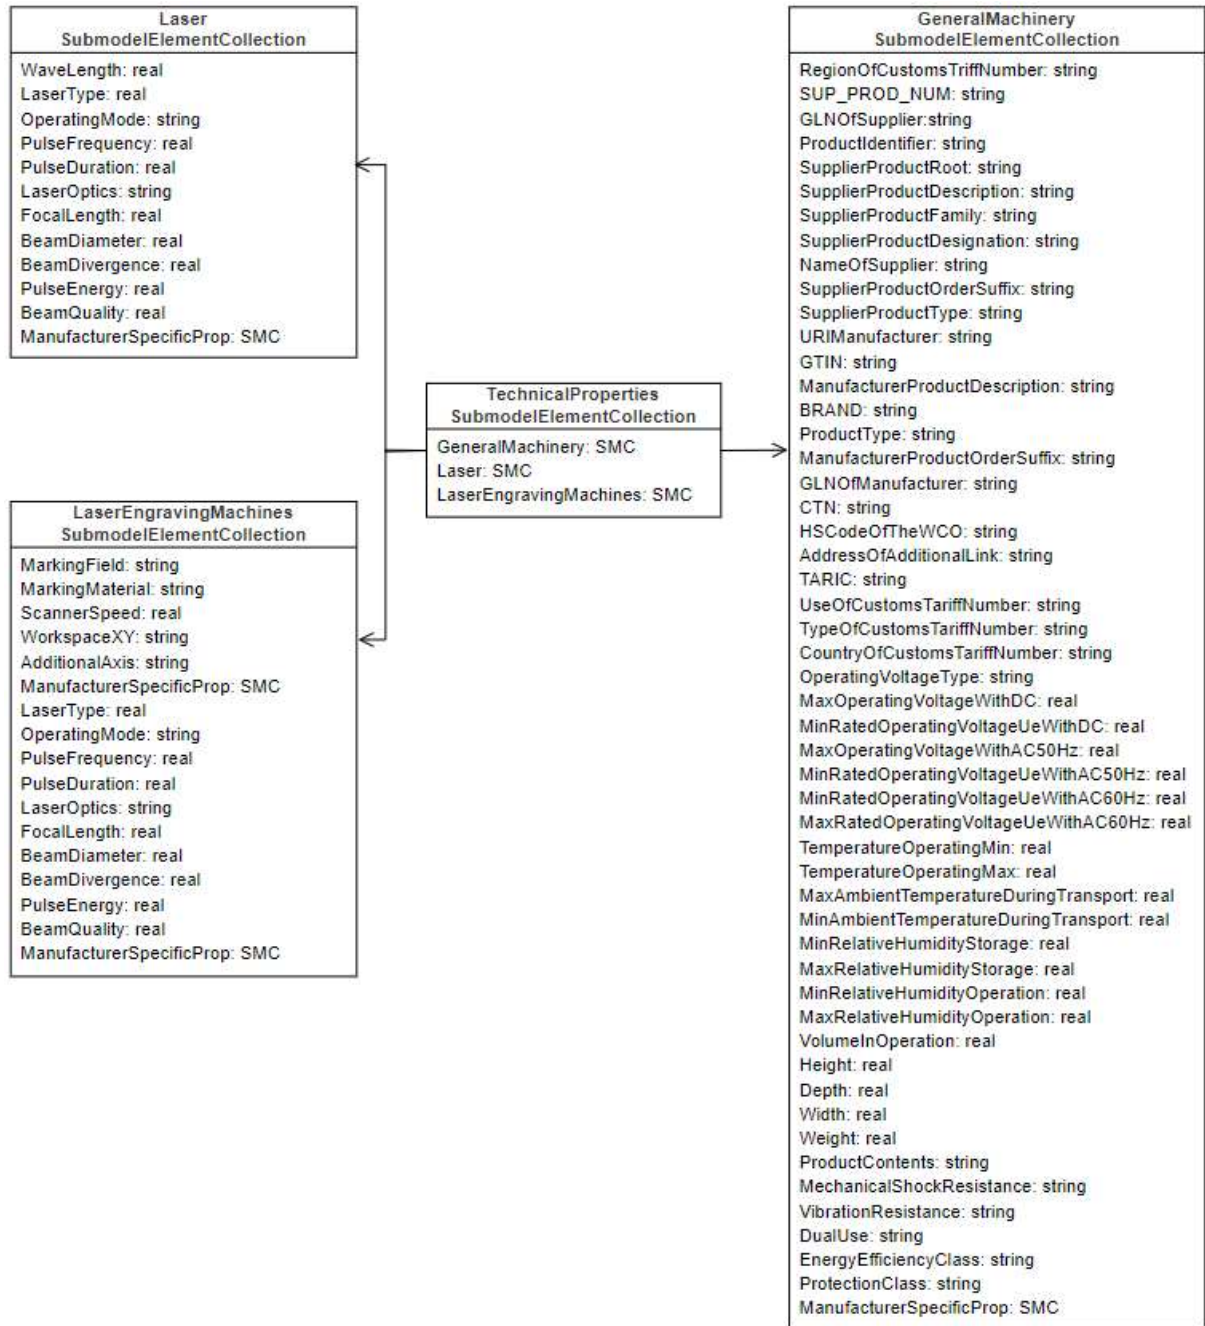 Laser
SubmodelElementCollection
WaveLength: real
LaserType: real
OperatingMode: string
PulseFrequency: real
PulseDuration: real
LaserOptics: string
FocalLength: real
BeamDiameter: real
BeamDivergence: real
PulseEnergy: real
BeamQuality: real
ManufacturerSpecificProp: SMC
LaserEngravingMachines
SubmodelElementCollection
MarkingField: string
MarkingMaterial: string
ScannerSpeed: real
WorkspaceXY: string
AdditionalAxis: string
ManufacturerSpecificProp: SMC
LaserType: real
OperatingMode: string
PulseFrequency: real
PulseDuration: real
LaserOptics: string
FocalLength: real
BeamDiameter: real
BeamDivergence: real
PulseEnergy: real
BeamQuality: real
ManufacturerSpecificProp: SMC
TechnicalProperties
SubmodelElementCollection
GeneralMachinery: SMC
Laser: SMC
LaserEngravingMachines: SMC
GeneralMachinery
SubmodelElementCollection
RegionOfCustomsTriffNumber: string
SUP_PROD_NUM: string
GLNOfSupplier:string
ProductIdentifier: string
SupplierProductRoot: string
SupplierProductDescription: string
SupplierProductFamily: string
SupplierProductDesignation: string
NameOfSupplier: string
SupplierProductOrderSuffix: string
SupplierProductType: string
URIManufacturer: string
GTIN: string
ManufacturerProductDescription: string
BRAND: string
ProductType: string
ManufacturerProductOrderSuffix: string
GLNOfManufacturer: string
CTN: string
HSCodeOfTheWCO: string
AddressOfAdditionalLink: string
TARIC: string
UseOfCustomsTariffNumber: string
TypeOfCustomsTariffNumber: string
CountryOfCustomsTariffNumber: string
OperatingVoltageType: string
MaxOperatingVoltageWithDC: real
MinRatedOperatingVoltageUeWithDC: real
MaxOperatingVoltageWithAC50Hz: real
MinRatedOperatingVoltageUeWithAC50Hz: real
MinRatedOperatingVoltageUeWithAC60Hz: real
MaxRatedOperatingVoltageUeWithAC60Hz: real
TemperatureOperatingMin: real
TemperatureOperatingMax: real
MaxAmbientTemperatureDuringTransport: real
MinAmbientTemperatureDuringTransport: real
MinRelativeHumidityStorage: real
MaxRelativeHumidityStorage: real
MinRelativeHumidityOperation: real
MaxRelativeHumidityOperation: real
VolumeInOperation: real
Height: real
Depth: real
Width: real
Weight: real
ProductContents: string
MechanicalShockResistance: string
VibrationResistance: string
DualUse: string
EnergyEfficiencyClass: string
ProtectionClass: string
ManufacturerSpecificProp: SMC